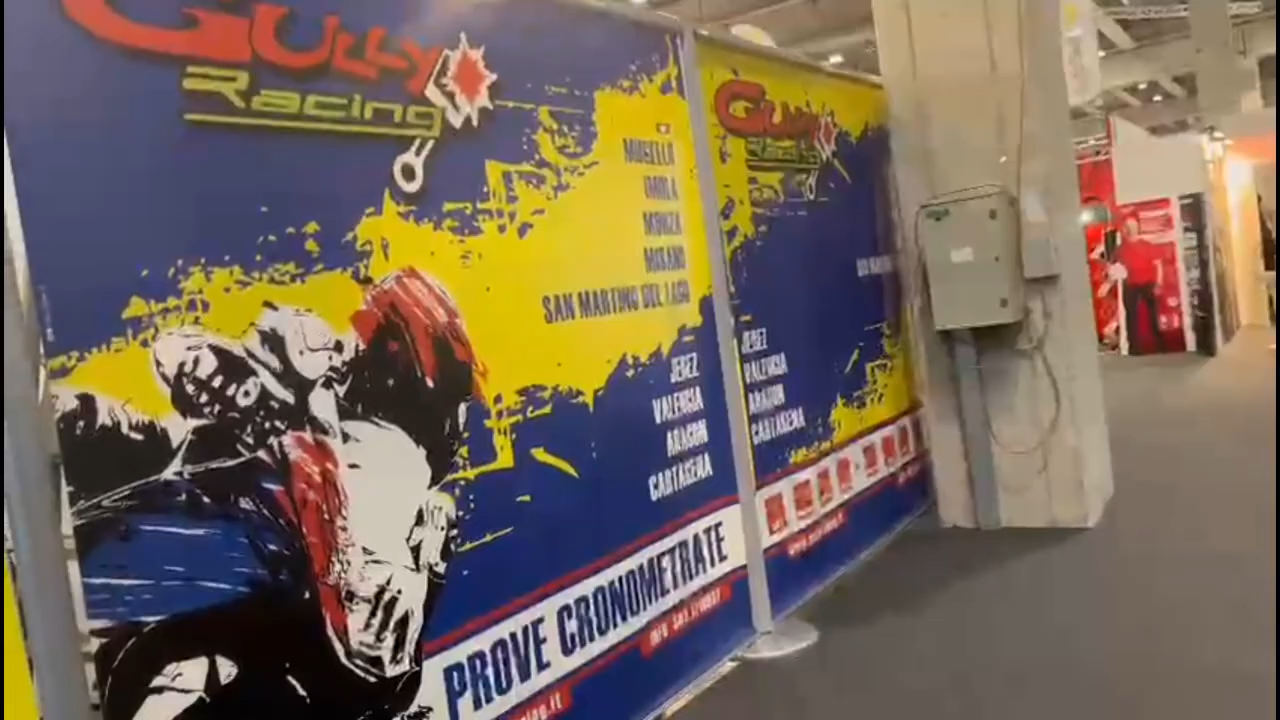 GULLY
Racing
MUGELLO
IMOLA
MONZA
MISANO
SAN MARTINO DEL LAGO
JEREZ
VALENCIA
ARAGON
CARTAGENA
PROVE CRONOMETRATE
GULLY
Racing
JEREZ
VALENCIA
ARAGON
CARTAGENA